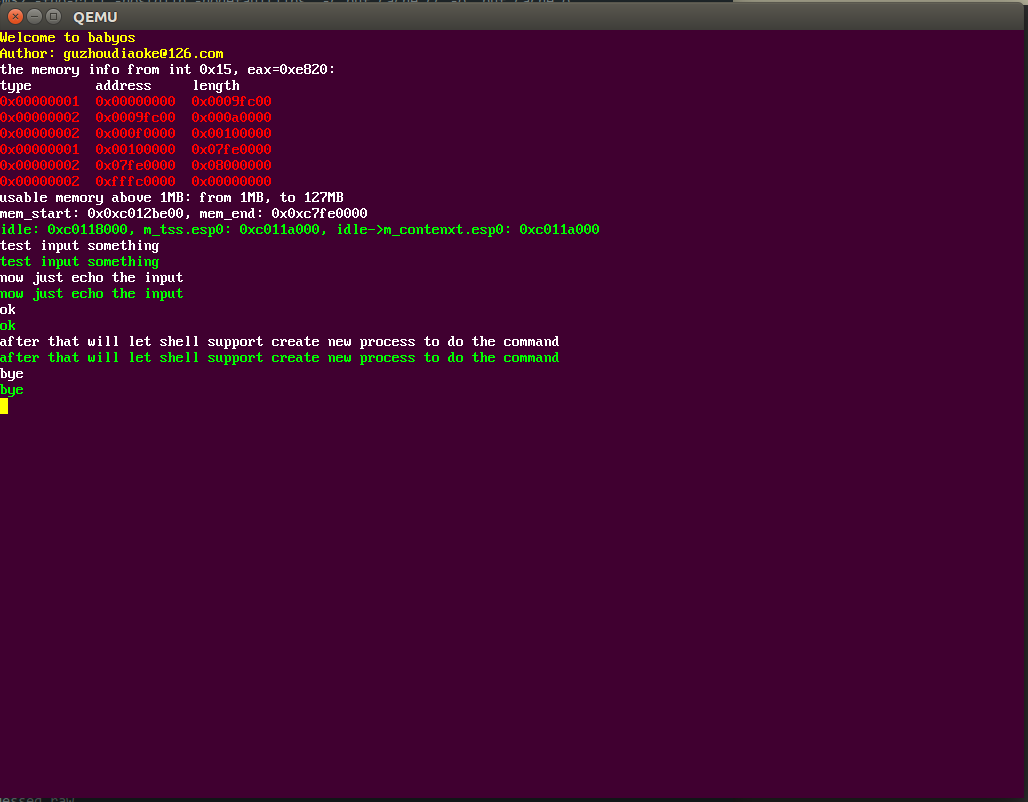 QEMU
Welcome to babyos
Author: guzhoudiaoke@126.com
the memory info from int 0x15, eax=0xe820:
type address length
0x00000001 0x00000000 0x0009fc00
0x00000002 0x0009fc00 0x000a0000
0x00000002 0x000f0000 0x00100000
0x00000001 0x00100000 0x07fe0000
0x00000002 0x07fe0000 0x08000000
0x00000002 0xfffc0000 0x00000000
usable memory above 1MB: from 1MB, to 127MB
mem_start: 0x0xc012be00, mem_end: 0x0xc7fe0000
idle: 0xc0118000, m_tss.esp0: 0xc011a000, idle->m_contenxt.esp0: 0xc011a000
test input something
test input something
now just echo the input
now just echo the input
ok
ok
after that will let shell support create new process to do the command
after that will let shell support create new process to do the command
bye
bye